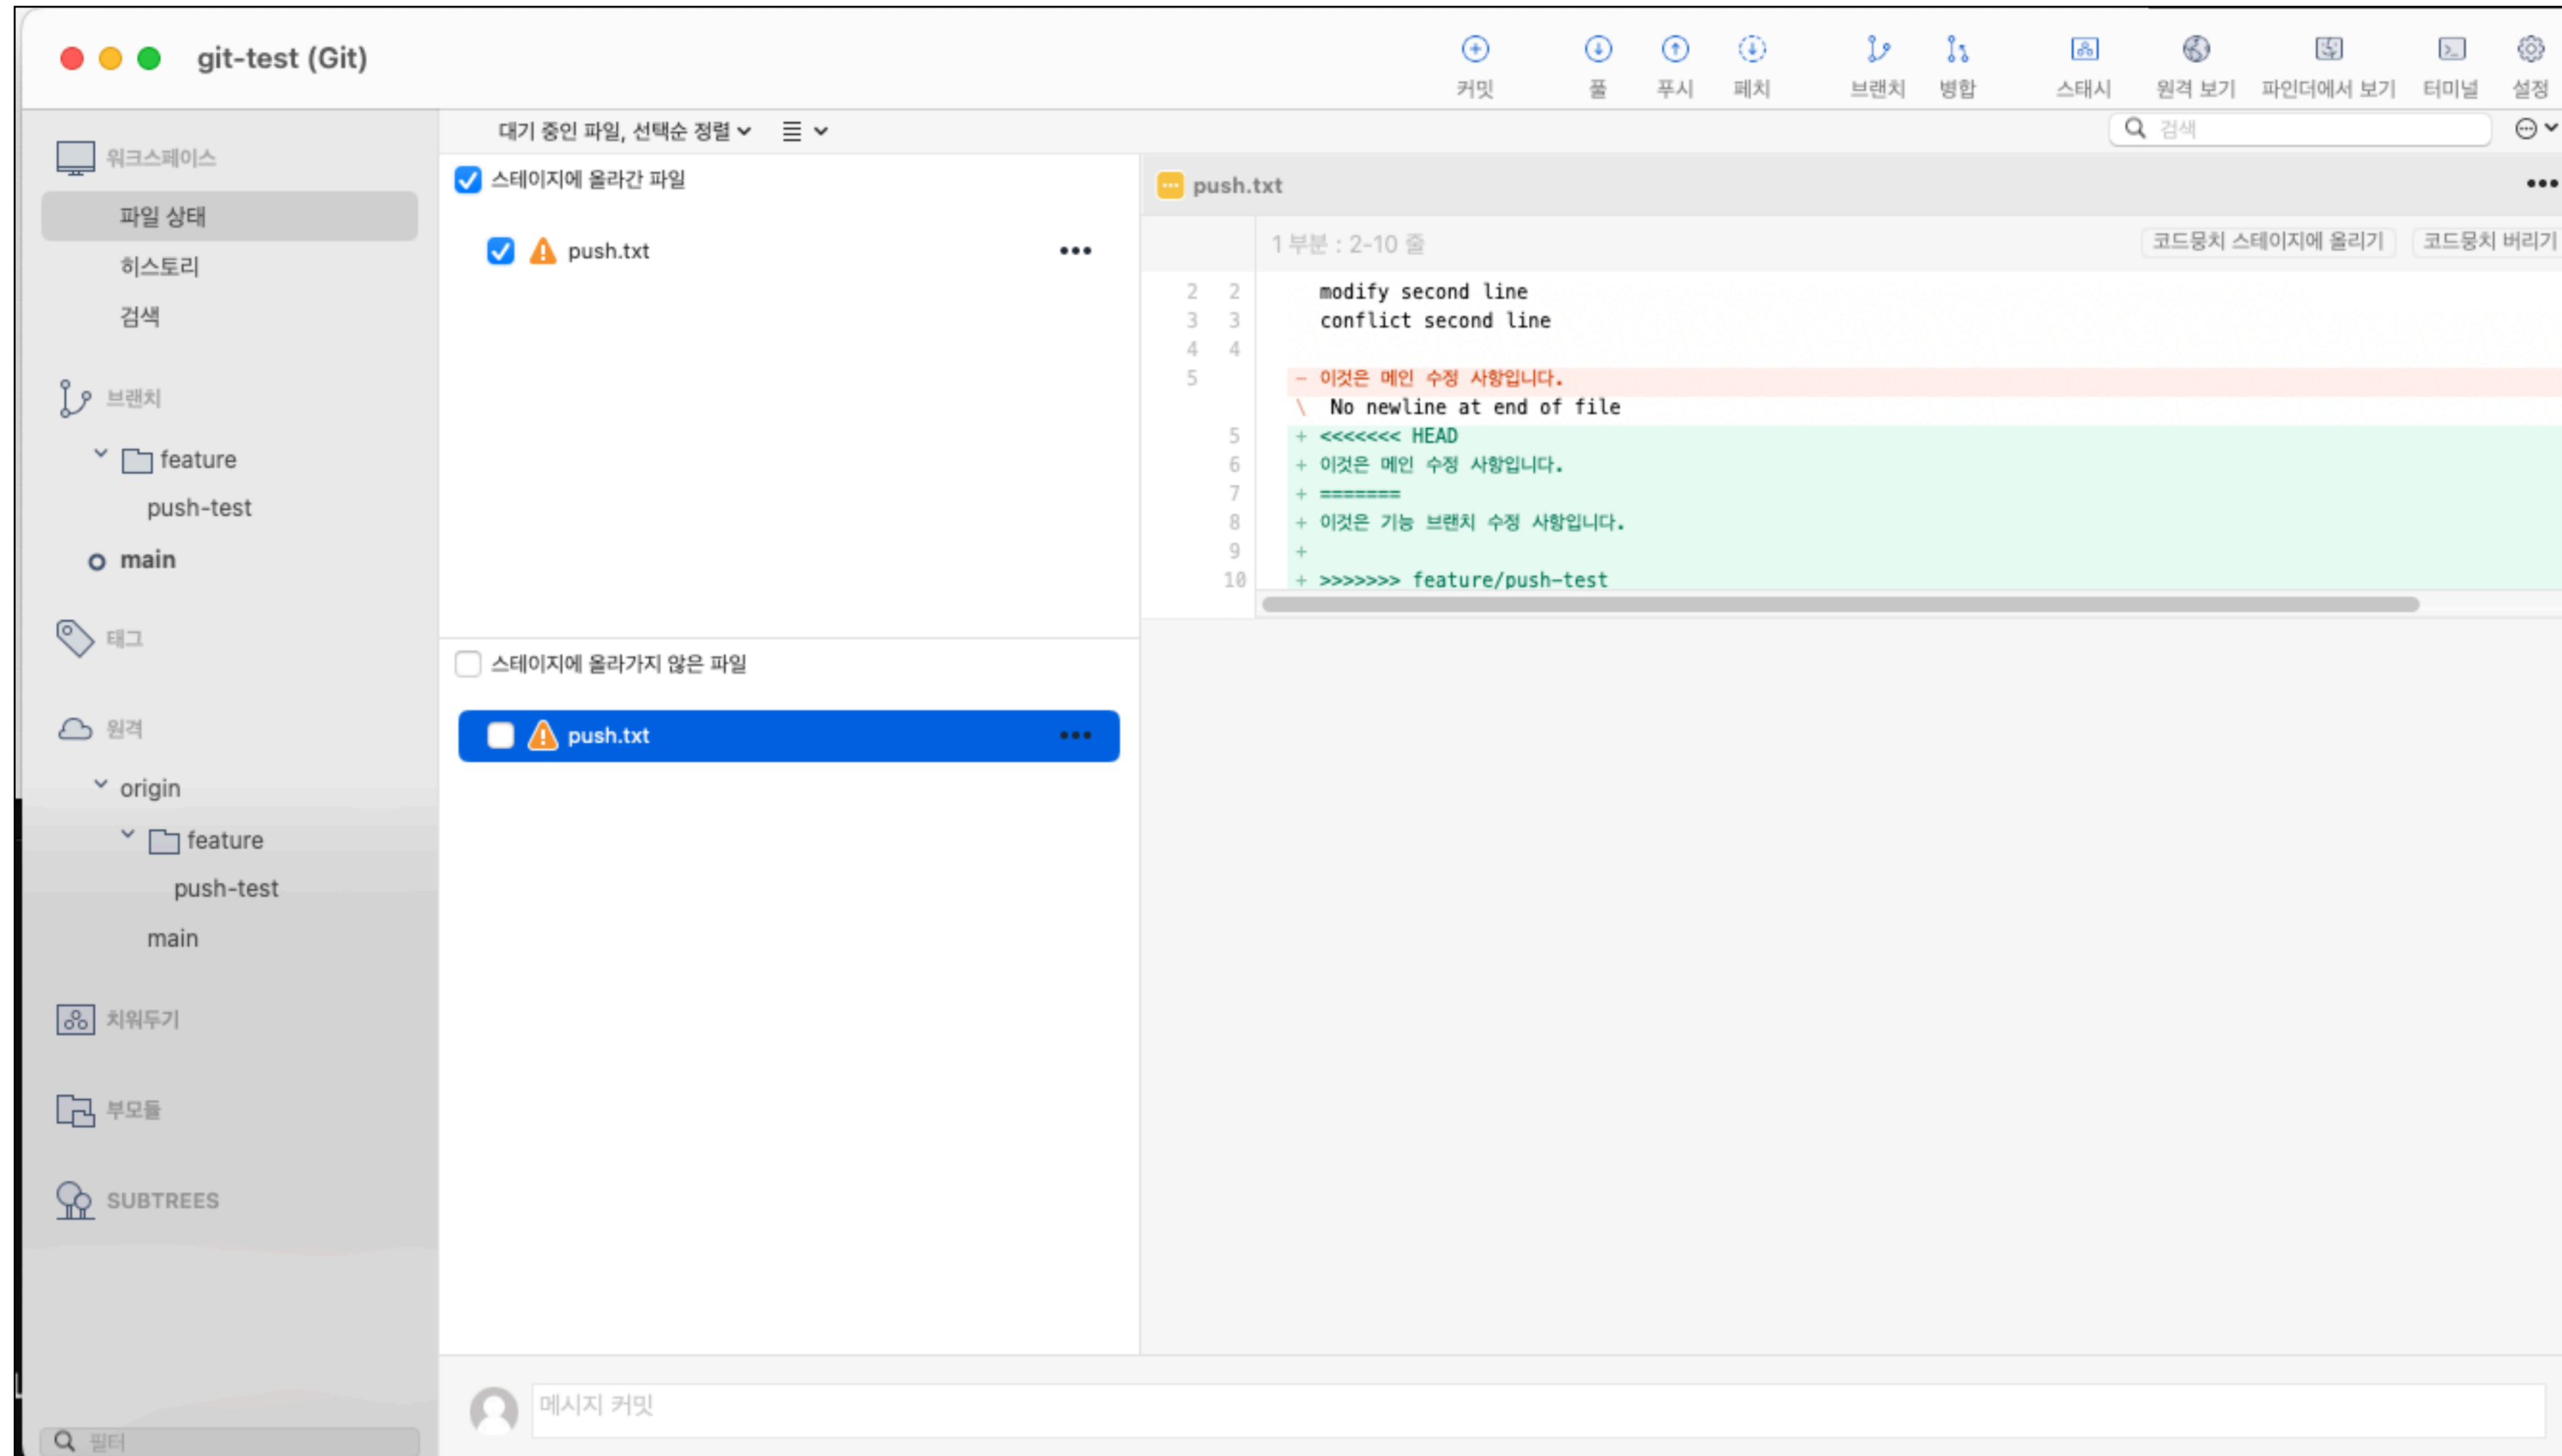 git-test (Git)
커밋
풀
푸시
페치
브랜치
병합
스태시
원격 보기
파인더에서 보기
터미널
설정
워크스페이스
파일 상태
히스토리
검색
브랜치
feature
push-test
main
태그
원격
origin
feature
push-test
main
치워두기
부모듈
SUBTREES
필터
대기 중인 파일, 선택순 정렬
검색
스테이지에 올라간 파일
push.txt
스테이지에 올라가지 않은 파일
push.txt
push.txt
1 부분 : 2-10 줄
코드뭉치 스테이지에 올리기
코드뭉치 버리기
2 2 modify second line
3 3 conflict second line
4 4
5 - 이것은 메인 수정 사항입니다.
\ No newline at end of file
5 + <<<<<<< HEAD
6 + 이것은 메인 수정 사항입니다.
7 + =======
8 + 이것은 기능 브랜치 수정 사항입니다.
9 +
10 + >>>>>>> feature/push-test
메시지 커밋